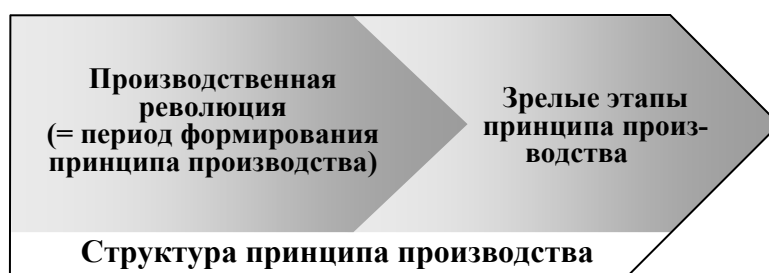 Производственная
революция
(= период формирования
принципа производства)
Зрелые этапы
принципа произ-
водства
Структура принципа производства